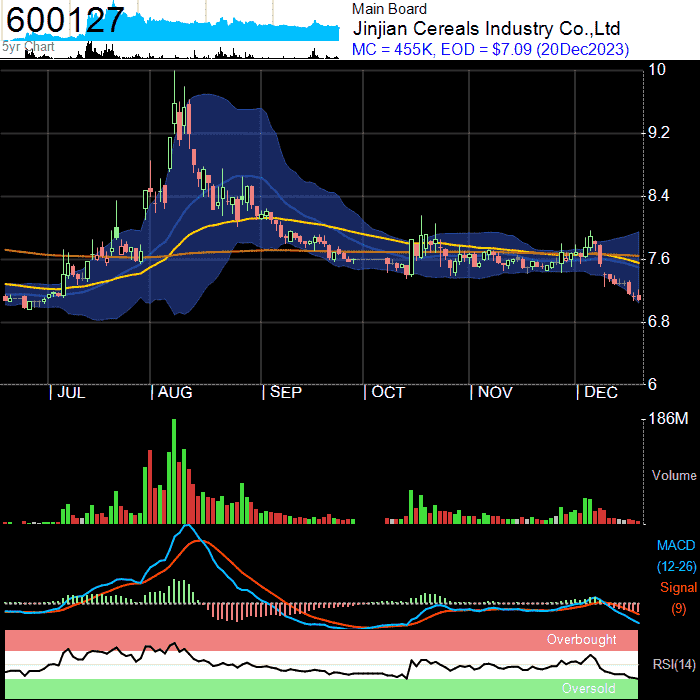 600127
5yr Chart
Main Board
Jinjian Cereals Industry Co.,Ltd
MC = 455K, EOD = $7.09 (20Dec2023)
10
9.2
8.4
7.6
6.8
6
| JUL | AUG | SEP | OCT | NOV | DEC
186M
Volume
MACD
(12-26)
Signal
(9)
Overbought
RSI(14)
Oversold